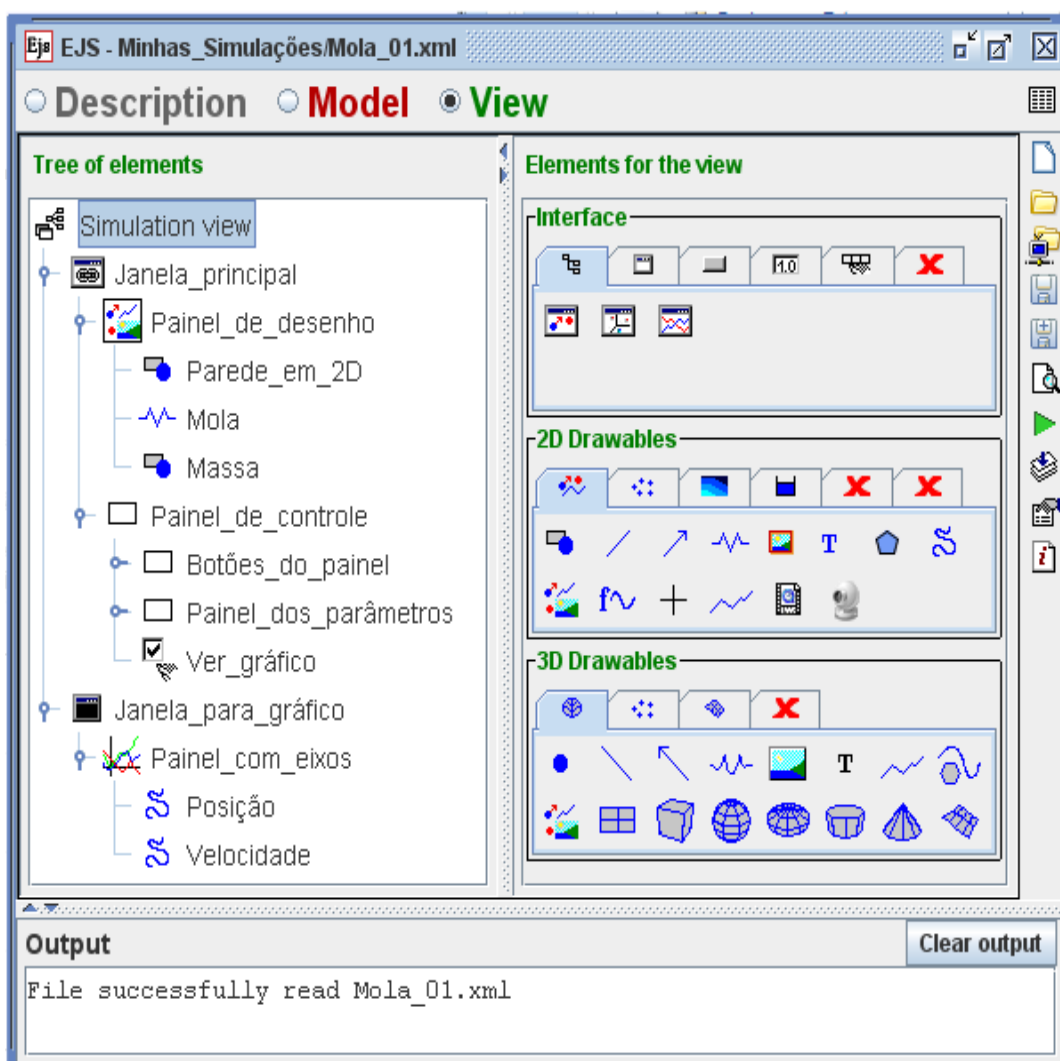 Ejs EJS - Minhas_Simulações/Mola_01.xml
Description Model View
Tree of elements
Simulation view
Janela_principal
Painel_de_desenho
Parede_em_2D
Mola
Massa
Painel_de_controle
Botões_do_painel
Painel_dos_parâmetros
Ver_gráfico
Janela_para_gráfico
Painel_com_eixos
Posição
Velocidade
Elements for the view
Interface
1.0
2D Drawables
T
f
3D Drawables
T
i
Output
Clear output
File successfully read Mola_01.xml